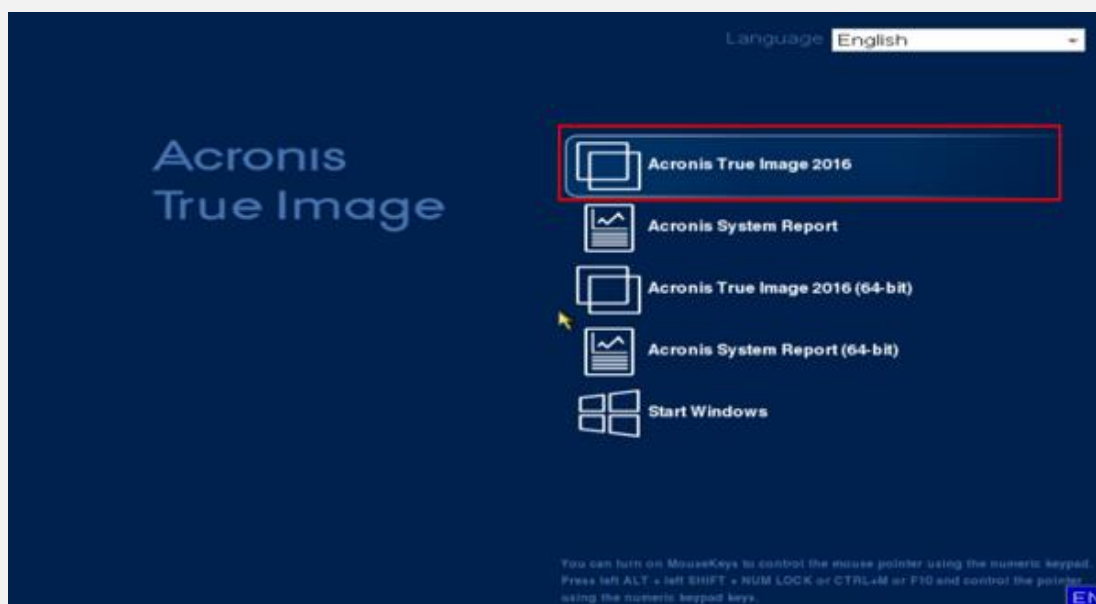 Language English
Acronis
True Image
Acronis True Image 2016
Acronis System Report
Acronis True Image 2016 (64-bit)
Acronis System Report (64-bit)
Start Windows
You can turn on MouseKeys to control the mouse pointer using the numeric keypad.
Press left ALT + left SHIFT + NUM LOCK or CTRL+M or F10 and control the pointer
using the numeric keypad keys.
EN